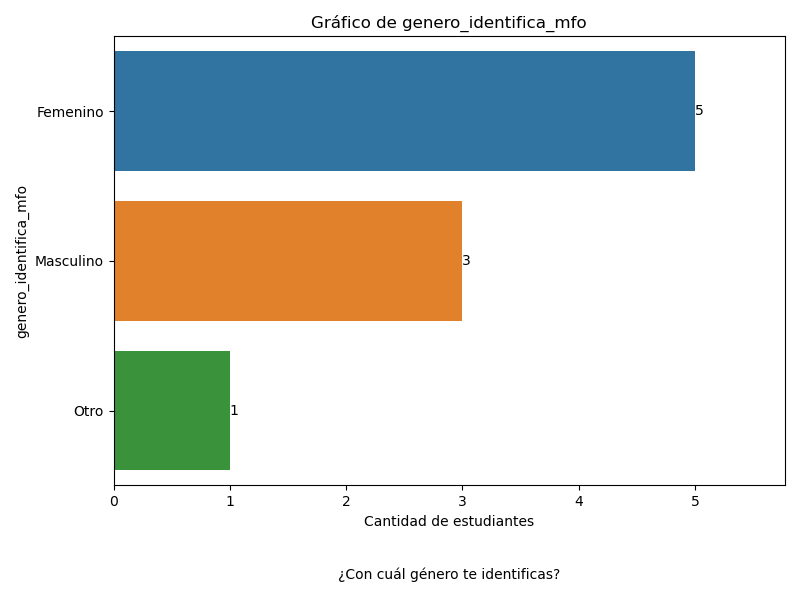 Gráfico de genero_identifica_mfo
genero_identifica_mfo
Femenino
5
Masculino
3
Otro
1
0 1 2 3 4 5
Cantidad de estudiantes
¿Con cuál género te identificas?